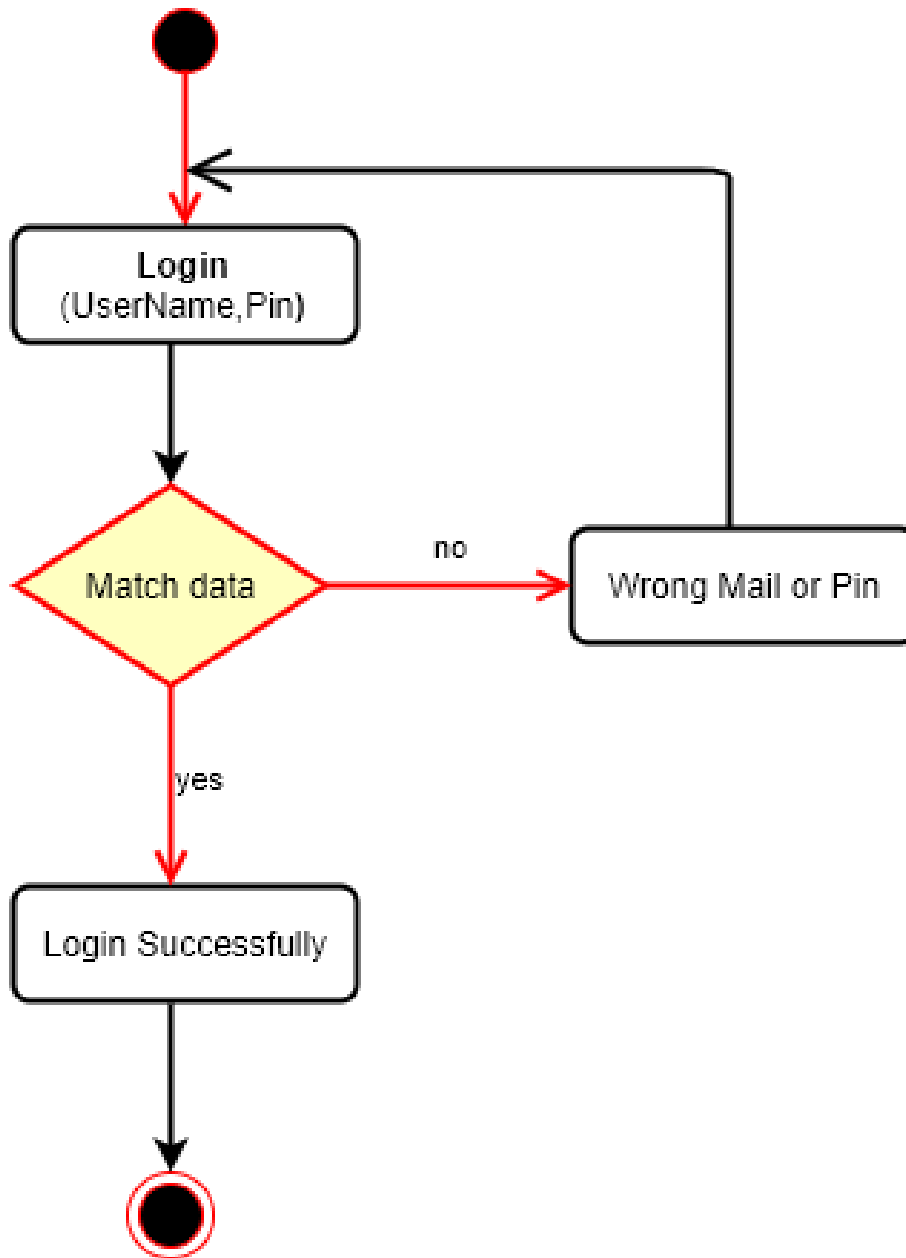 Login
(UserName,Pin)
Match data
no
Wrong Mail or Pin
yes
Login Successfully